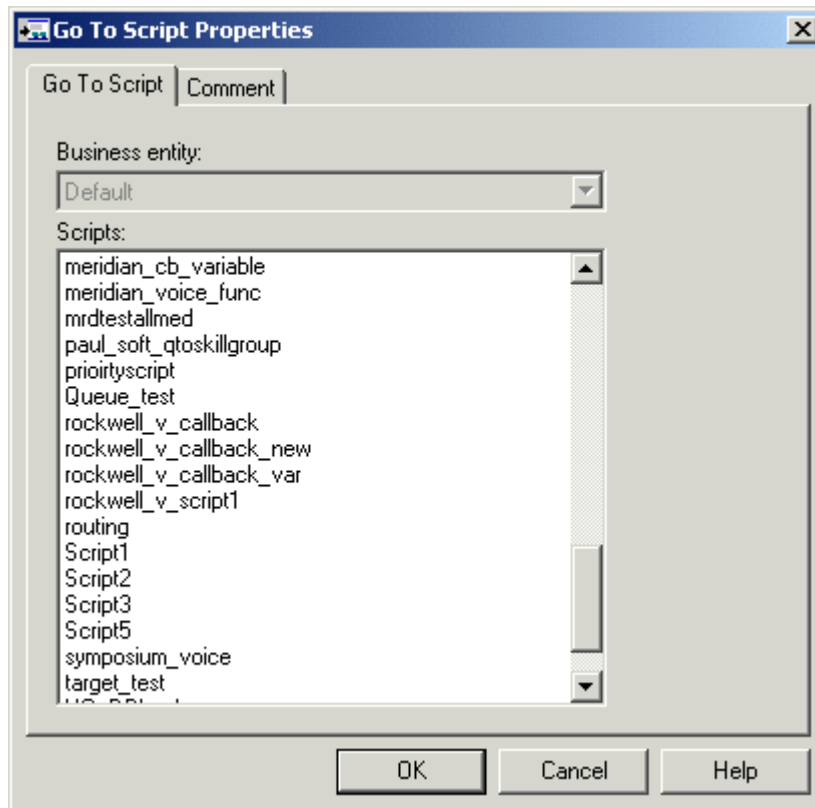 Go To Script Properties
Go To Script
Comment
Business entity:
Default
Scripts:
meridian_cb_variable
meridian_voice_func
mrdtestallmed
paul_soft_qtoskillgroup
prioirtyscript
Queue_test
rockwell_v_callback
rockwell_v_callback_new
rockwell_v_callback_var
rockwell_v_script1
routing
Script1
Script2
Script3
Script5
symposium_voice
target_test
OK
Cancel
Help